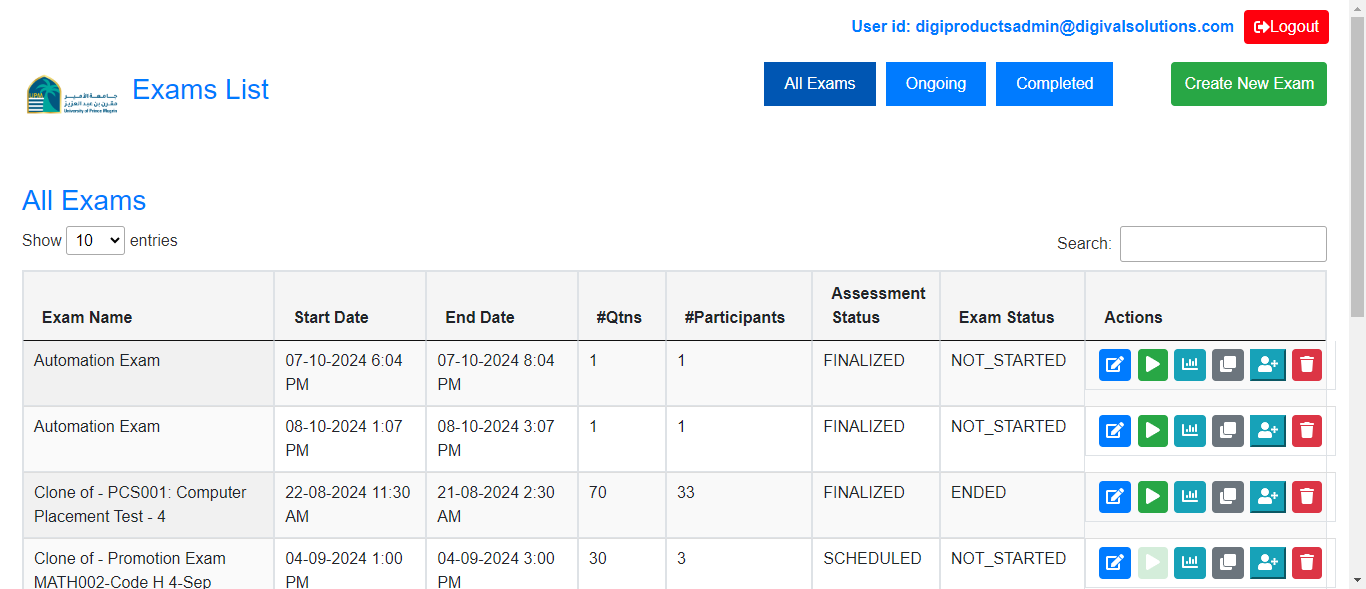 User id: digiproductsadmin@digivalsolutions.com Logout
UPM جامعة الأمير
مقرن بن عبد العزيز
University of Prince Mugrin
Exams List
All Exams Ongoing Completed Create New Exam
All Exams
Show 10 entries
Search:
Exam Name Start Date End Date #Qtns #Participants Assessment Status Exam Status Actions
Automation Exam 07-10-2024 6:04 PM 07-10-2024 8:04 PM 1 1 FINALIZED NOT_STARTED
Automation Exam 08-10-2024 1:07 PM 08-10-2024 3:07 PM 1 1 FINALIZED NOT_STARTED
Clone of - PCS001: Computer Placement Test - 4 22-08-2024 11:30 AM 21-08-2024 2:30 AM 70 33 FINALIZED ENDED
Clone of - Promotion Exam MATH002-Code H 4-Sep 04-09-2024 1:00 PM 04-09-2024 3:00 PM 30 3 SCHEDULED NOT_STARTED